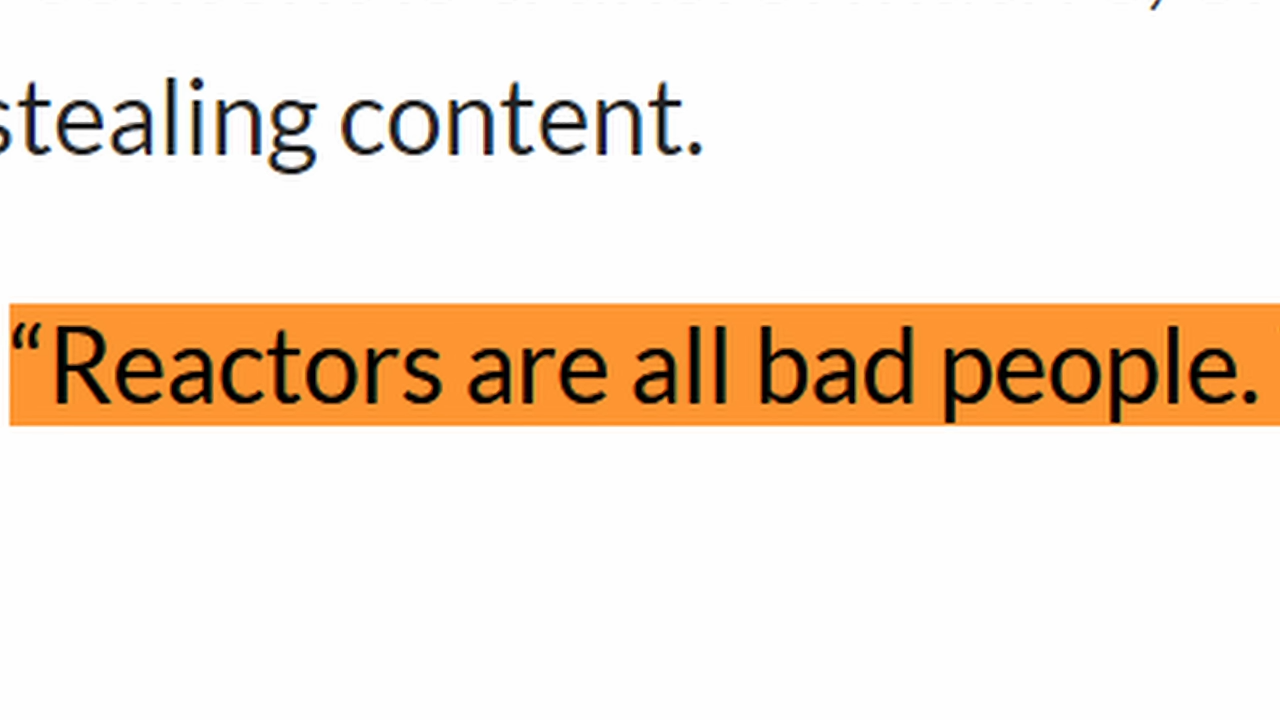 stealing content.
“Reactors are all bad people.